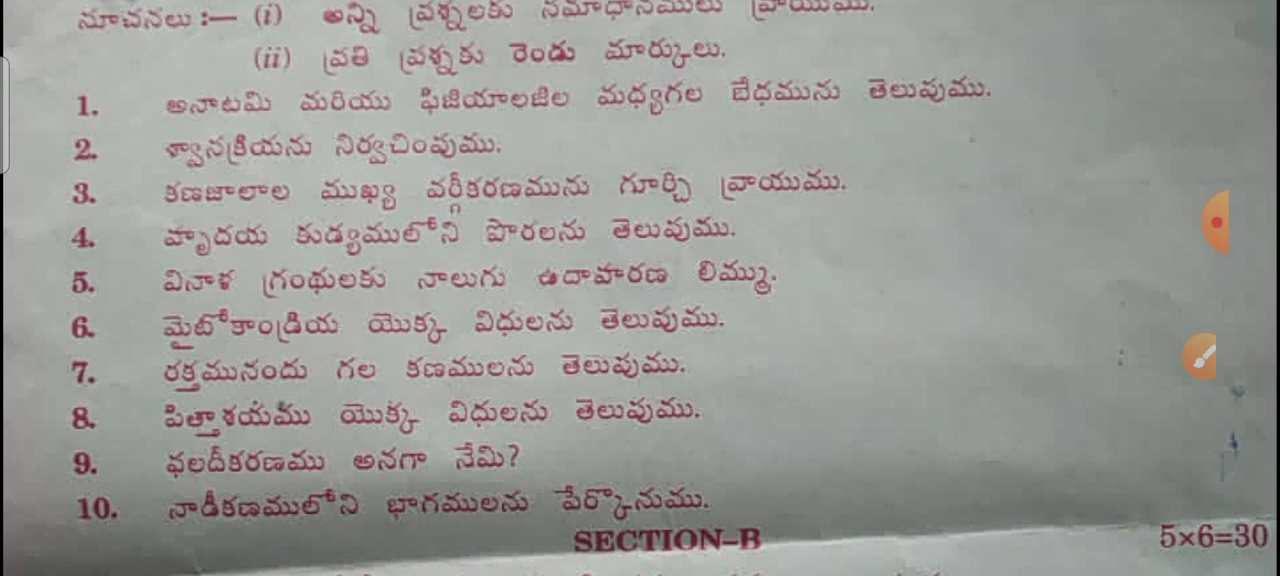 సూచనలు :— (i) అన్ని ప్రశ్నలకు సమాధానములు వ్రాయుము.
(ii) ప్రతి ప్రశ్నకు రెండు మార్కులు.
1. అనాటమి మరియు ఫిజియాలజిల మధ్యగల బేధమును తెలుపుము.
2. శ్వానక్రియను నిర్వచింపుము.
3. కణజాలాల ముఖ్య వర్గీకరణమును గూర్చి వ్రాయుము.
4. హృదయ కుడ్యములోని పొరలను తెలుపుము.
5. వినాళ గ్రంథులకు నాలుగు ఉదాహరణ లిమ్ము.
6. మైటోకాండ్రియ యొక్క విధులను తెలుపుము.
7. రక్తమునందు గల కణములను తెలుపుము.
8. పిత్తాశయము యొక్క విధులను తెలుపుము.
9. ఫలదీకరణము అనగా నేమి?
10. నాడీకణములోని భాగములను పేర్కొనుము.
SECTION–B 5×6=30